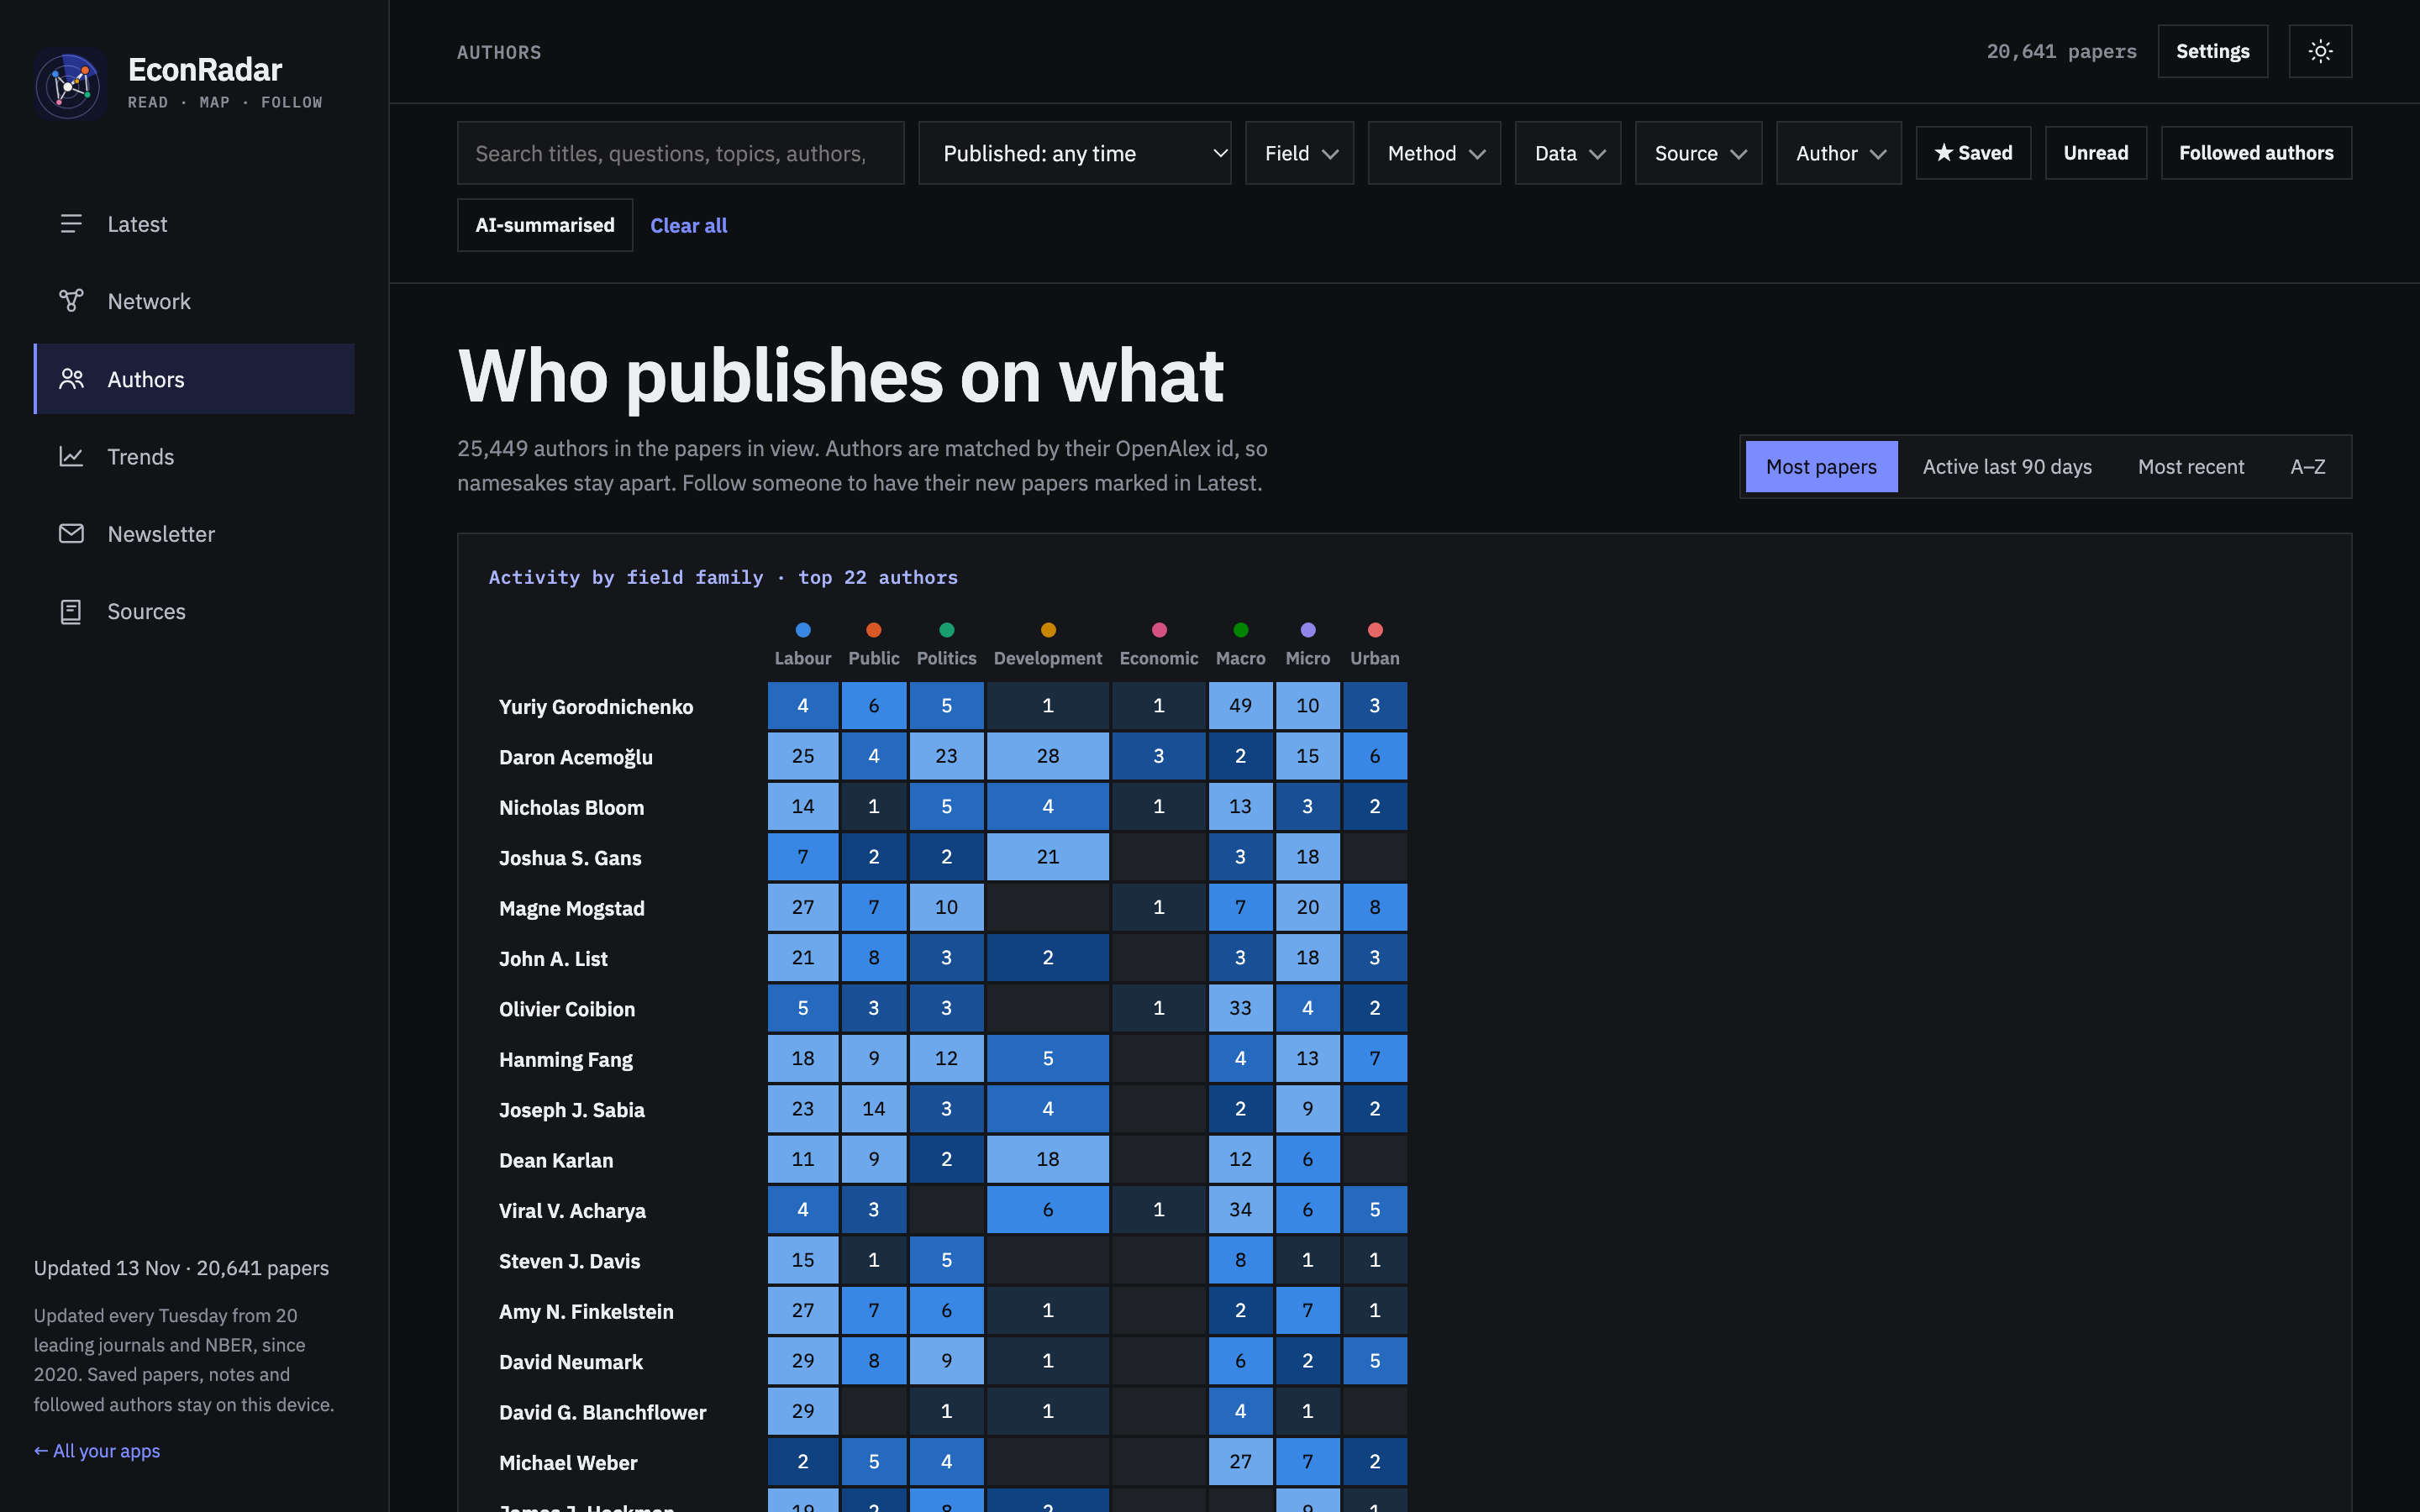 EconRadar
READ · MAP · FOLLOW
Latest
Network
Authors
Trends
Newsletter
Sources
Updated 13 Nov · 20,641 papers
Updated every Tuesday from 20
leading journals and NBER, since
2020. Saved papers, notes and
followed authors stay on this device.
← All your apps
AUTHORS
20,641 papers
Settings
Search titles, questions, topics, authors,
Published: any time
Field
Method
Data
Source
Author
★ Saved
Unread
Followed authors
AI-summarised
Clear all
Who publishes on what
25,449 authors in the papers in view. Authors are matched by their OpenAlex id, so
namesakes stay apart. Follow someone to have their new papers marked in Latest.
Most papers
Active last 90 days
Most recent
A–Z
Activity by field family · top 22 authors
Labour Public Politics Development Economic Macro Micro Urban
Yuriy Gorodnichenko 4 6 5 1 1 49 10 3
Daron Acemoğlu 25 4 23 28 3 2 15 6
Nicholas Bloom 14 1 5 4 1 13 3 2
Joshua S. Gans 7 2 2 21 3 18
Magne Mogstad 27 7 10 1 7 20 8
John A. List 21 8 3 2 3 18 3
Olivier Coibion 5 3 3 1 33 4 2
Hanming Fang 18 9 12 5 4 13 7
Joseph J. Sabia 23 14 3 4 2 9 2
Dean Karlan 11 9 2 18 12 6
Viral V. Acharya 4 3 6 1 34 6 5
Steven J. Davis 15 1 5 8 1 1
Amy N. Finkelstein 27 7 6 1 2 7 1
David Neumark 29 8 9 1 6 2 5
David G. Blanchflower 29 1 1 4 1
Michael Weber 2 5 4 27 7 2